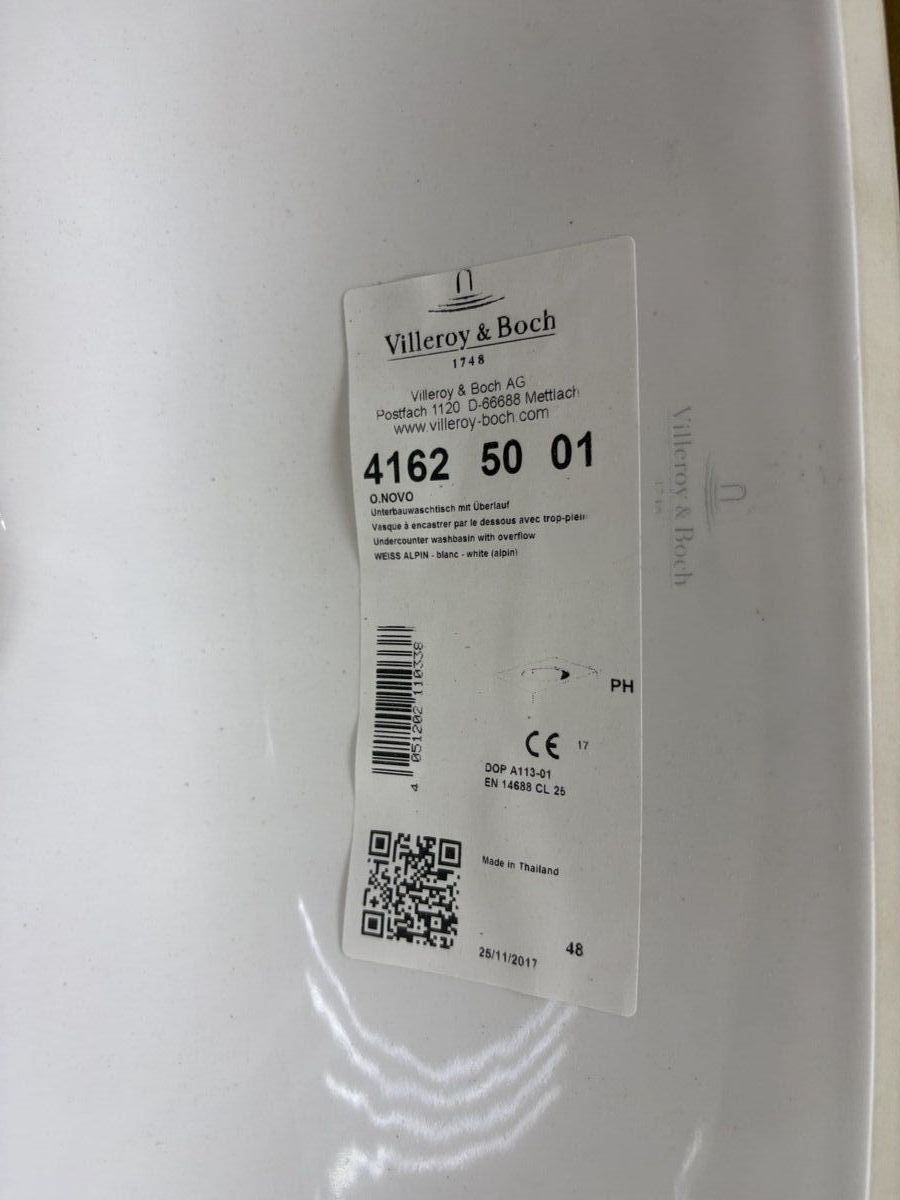 Villeroy & Boch
1748
Villeroy & Boch AG
Postfach 1120 D-66688 Mettlach
www.villeroy-boch.com
4162 50 01
O.NOVO
Unterbauwaschtisch mit Überlauf
Vasque à encastrer par le dessous avec trop-plein
Undercounter washbasin with overflow
WEISS ALPIN - blanc - white (alpin)
4 051202 110338
PH
CE 17
DOP A113-01
EN 14688 CL 25
Made in Thailand
25/11/2017
48
Villeroy & Boch
1748